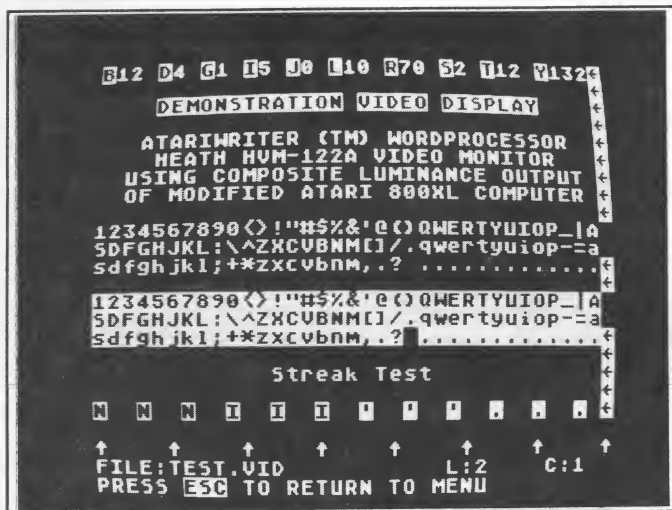 B12 D4 G1 I5 J0 L10 R70 S2 T12 Y132←
DEMONSTRATION VIDEO DISPLAY ←
ATARIWRITER (TM) WORDPROCESSOR ←
HEATH HVM-122A VIDEO MONITOR ←
USING COMPOSITE LUMINANCE OUTPUT ←
OF MODIFIED ATARI 800XL COMPUTER ←
1234567890<>!"#$%&'@()QWERTYUIOP_|A
SDFGHJKL:\^ZXCVBNM[]/.qwertyuiop-=a
sdfghjkl;+*zxcvbnm,.? .............←
1234567890<>!"#$%&'@()QWERTYUIOP_|A
SDFGHJKL:\^ZXCVBNM[]/.qwertyuiop-=a
sdfghjkl;+*zxcvbnm,.? .............←
Streak Test ←
N N N I I I ' ' ' . . . ←
↑ ↑ ↑ ↑ ↑ ↑ ↑ ↑
FILE:TEST.VID L:2 C:1
PRESS ESC TO RETURN TO MENU